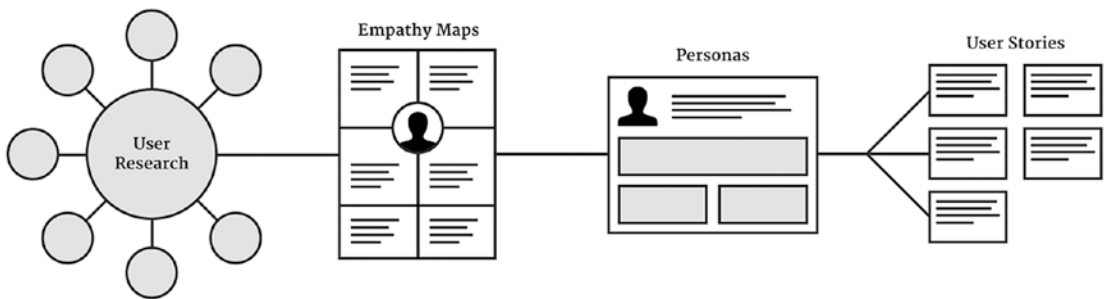 Empathy Maps
User Stories
Personas
User
Research